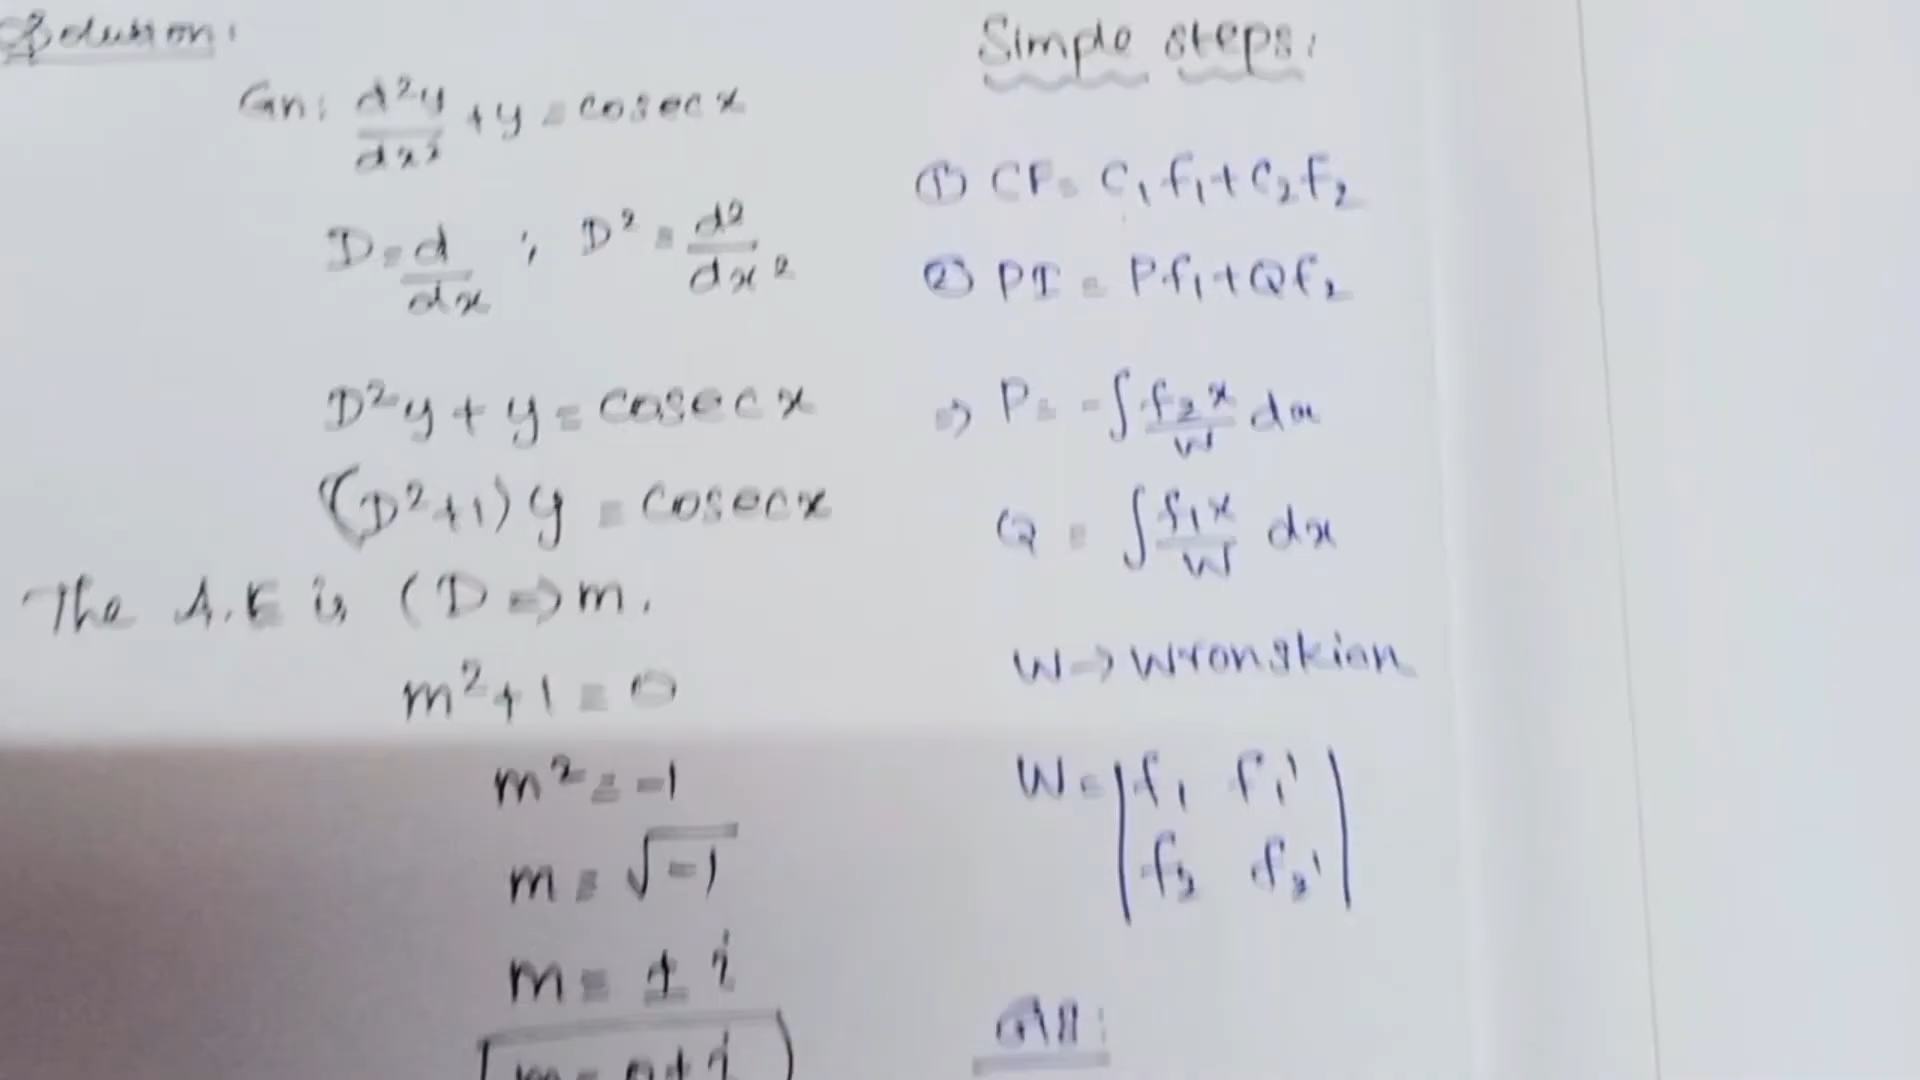 Solution:
Gn: d²y/dx² + y = cosec x
D = d/dx ; D² = d²/dx²
D²y + y = cosec x
(D²+1) y = cosec x
The A.E is (D ⇒ m.
m² + 1 = 0
m² = -1
m = √-1
m = ± i
m = 0 ± i
Simple steps:
① CF = C₁f₁ + C₂f₂
② PI = Pf₁ + Qf₂
⇒ P = -∫ f₂x/W dx
Q = ∫ f₁x/W dx
W → Wronskian
W = | f₁ f₁' |
| f₂ f₂' |